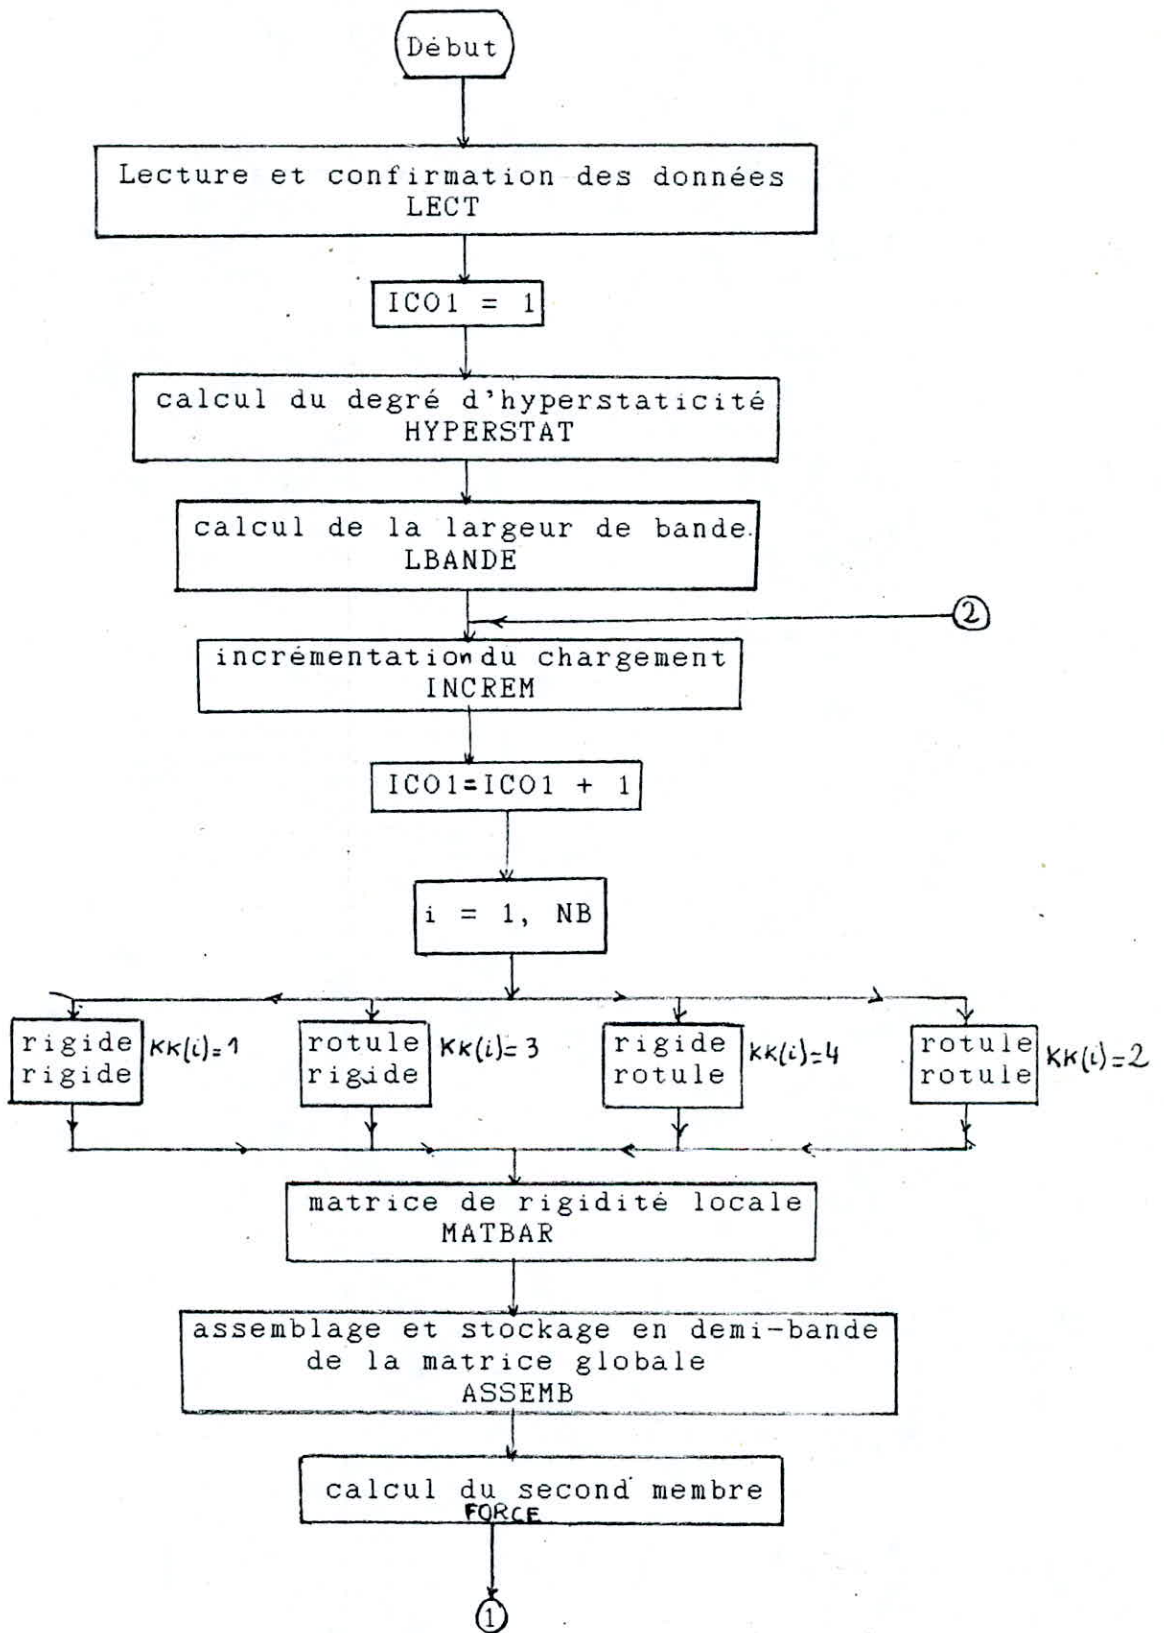 Début
Lecture et confirmation des données
LECT
ICO1 = 1
calcul du degré d'hyperstaticité
HYPERSTAT
calcul de la largeur de bande.
LBANDE
2
incrémentation du chargement
INCREM
ICO1=ICO1 + 1
i = 1, NB
rigide
rigide
KK(i)=1
rotule
rigide
KK(i)=3
rigide
rotule
KK(i)=4
rotule
rotule
KK(i)=2
matrice de rigidité locale
MATBAR
assemblage et stockage en demi-bande
de la matrice globale
ASSEMB
calcul du second membre
FORCE
1